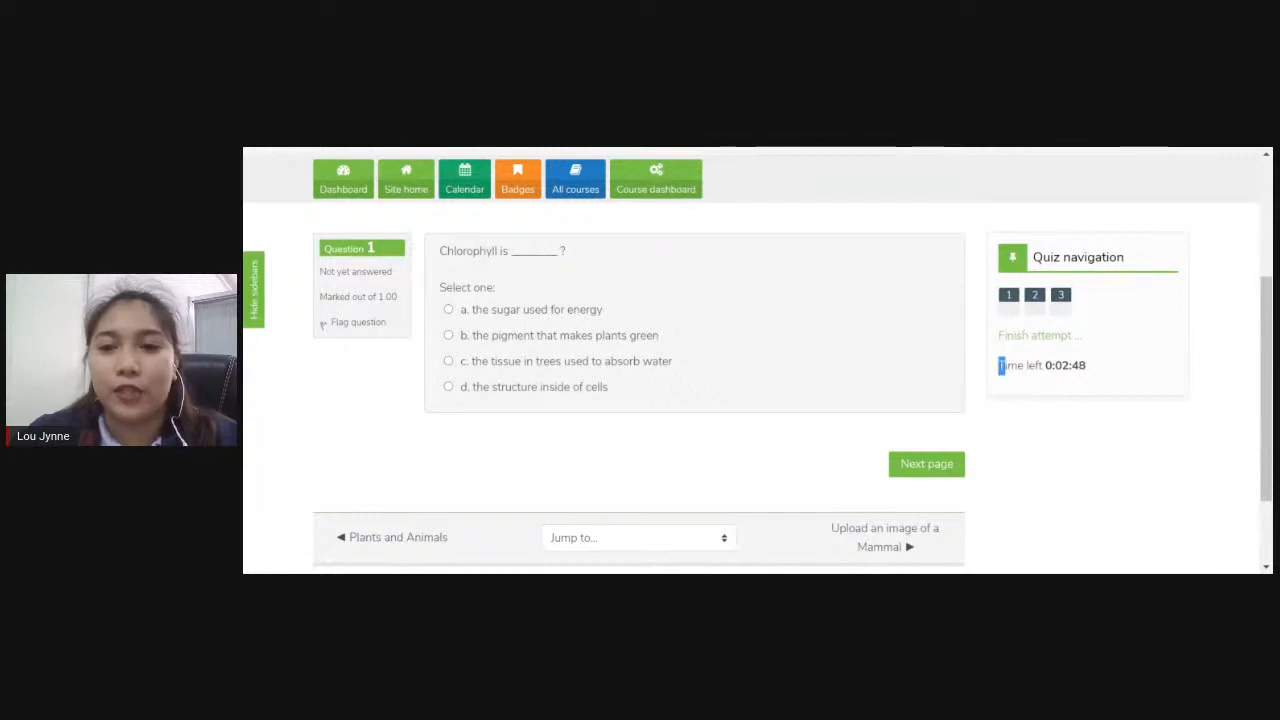 Dashboard
Site home
Calendar
Badges
All courses
Course dashboard
Hide sidebars
Question 1
Not yet answered
Marked out of 1.00
Flag question
Chlorophyll is ________ ?
Select one:
a. the sugar used for energy
b. the pigment that makes plants green
c. the tissue in trees used to absorb water
d. the structure inside of cells
Next page
Quiz navigation
1 2 3
Finish attempt ...
Time left 0:02:48
◀ Plants and Animals
Jump to...
Upload an image of a
Mammal ▶
Lou Jynne